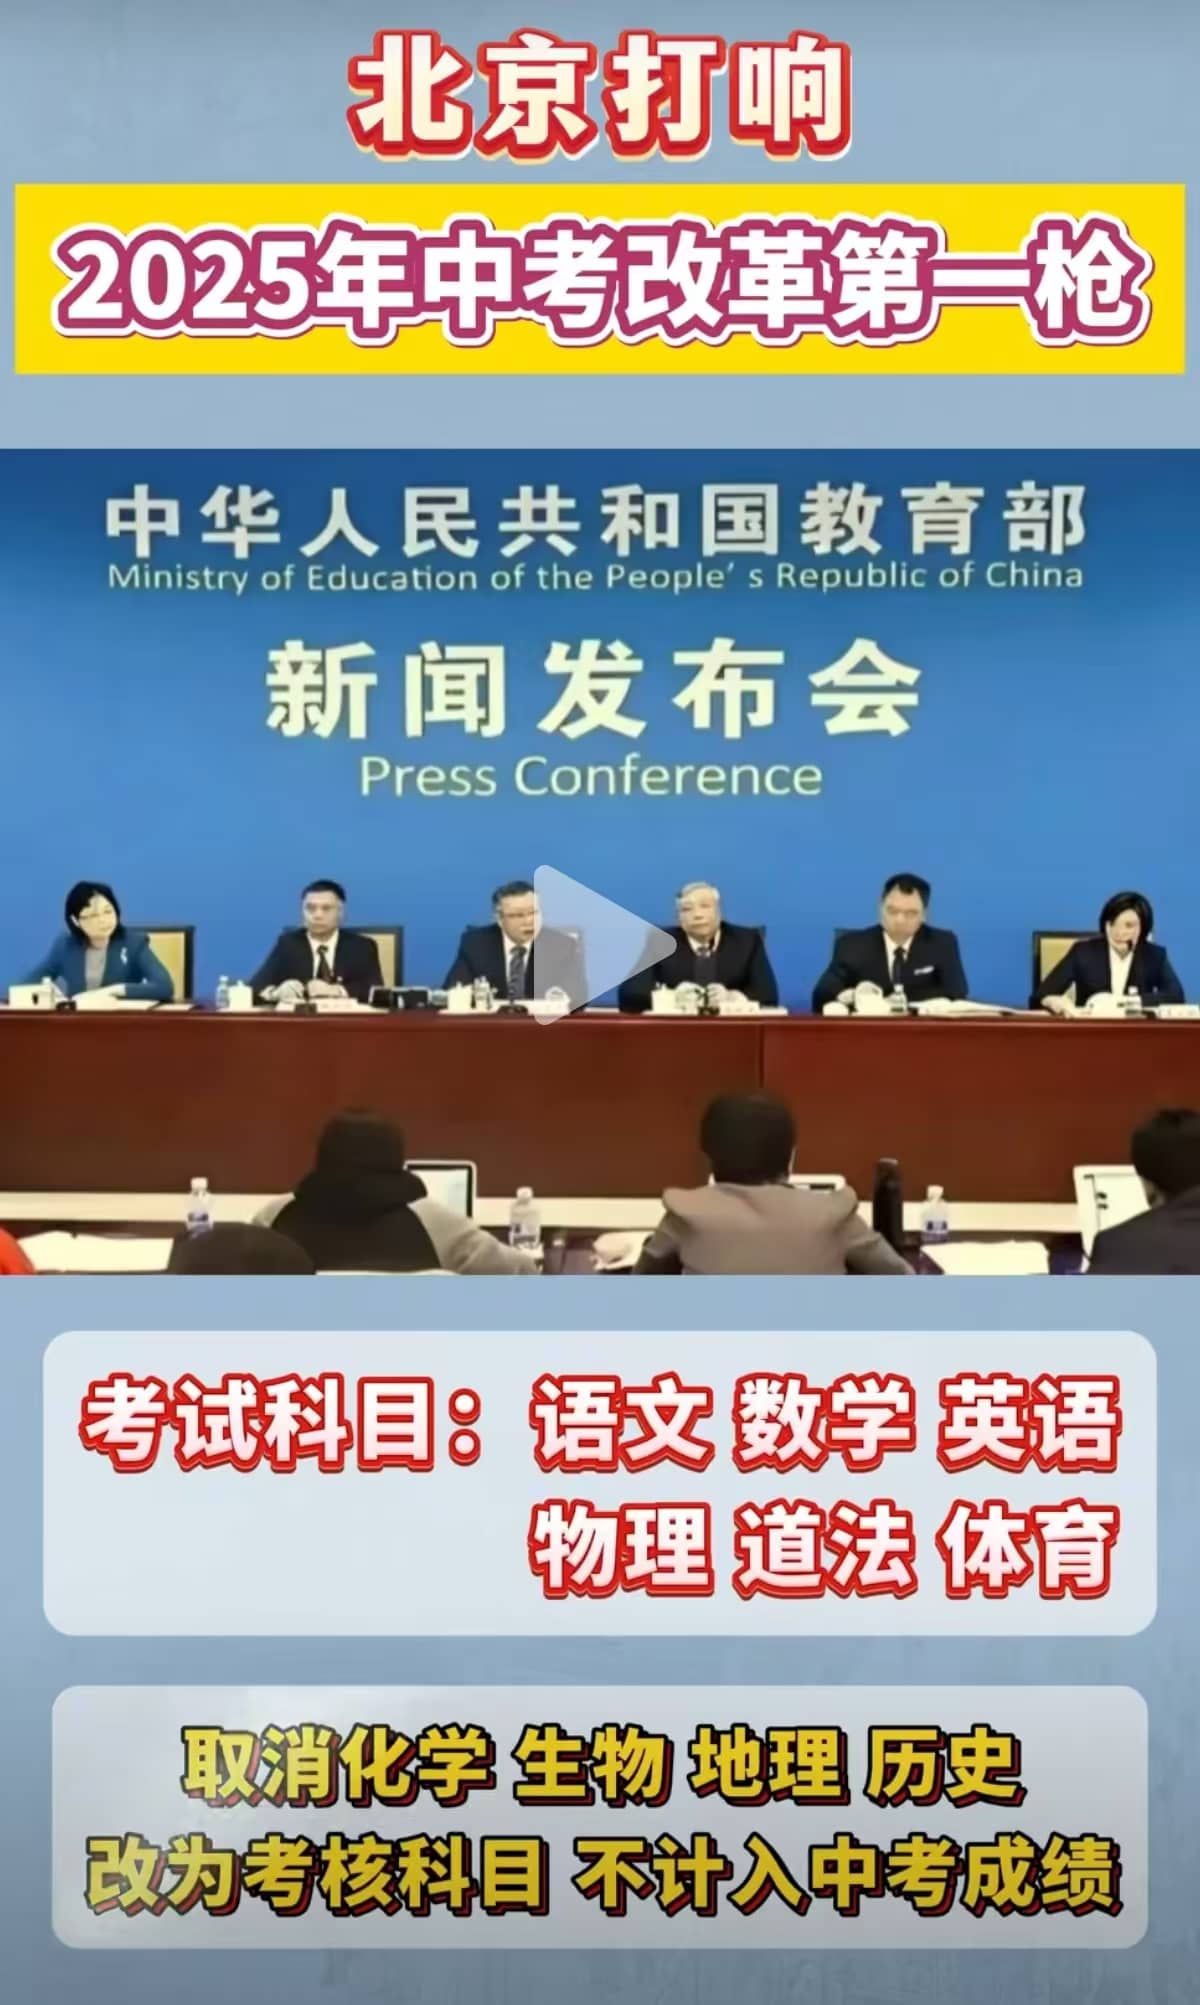 北京打响
2025年中考改革第一枪
中华人民共和国教育部
Ministry of Education of the People's Republic of China
新闻发布会
Press Conference
考试科目：语文 数学 英语
物理 道法 体育
取消化学 生物 地理 历史
改为考核科目 不计入中考成绩